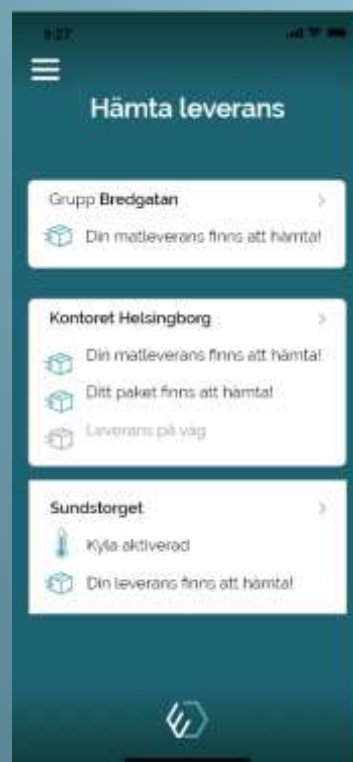 9:27
Hämta leverans
Grupp Bredgatan
Din matleverans finns att hämta!
Kontoret Helsingborg
Din matleverans finns att hämta!
Ditt paket finns att hämta!
Leverans på väg
Sundstorget
Kyla aktiverad
Din leverans finns att hämta!